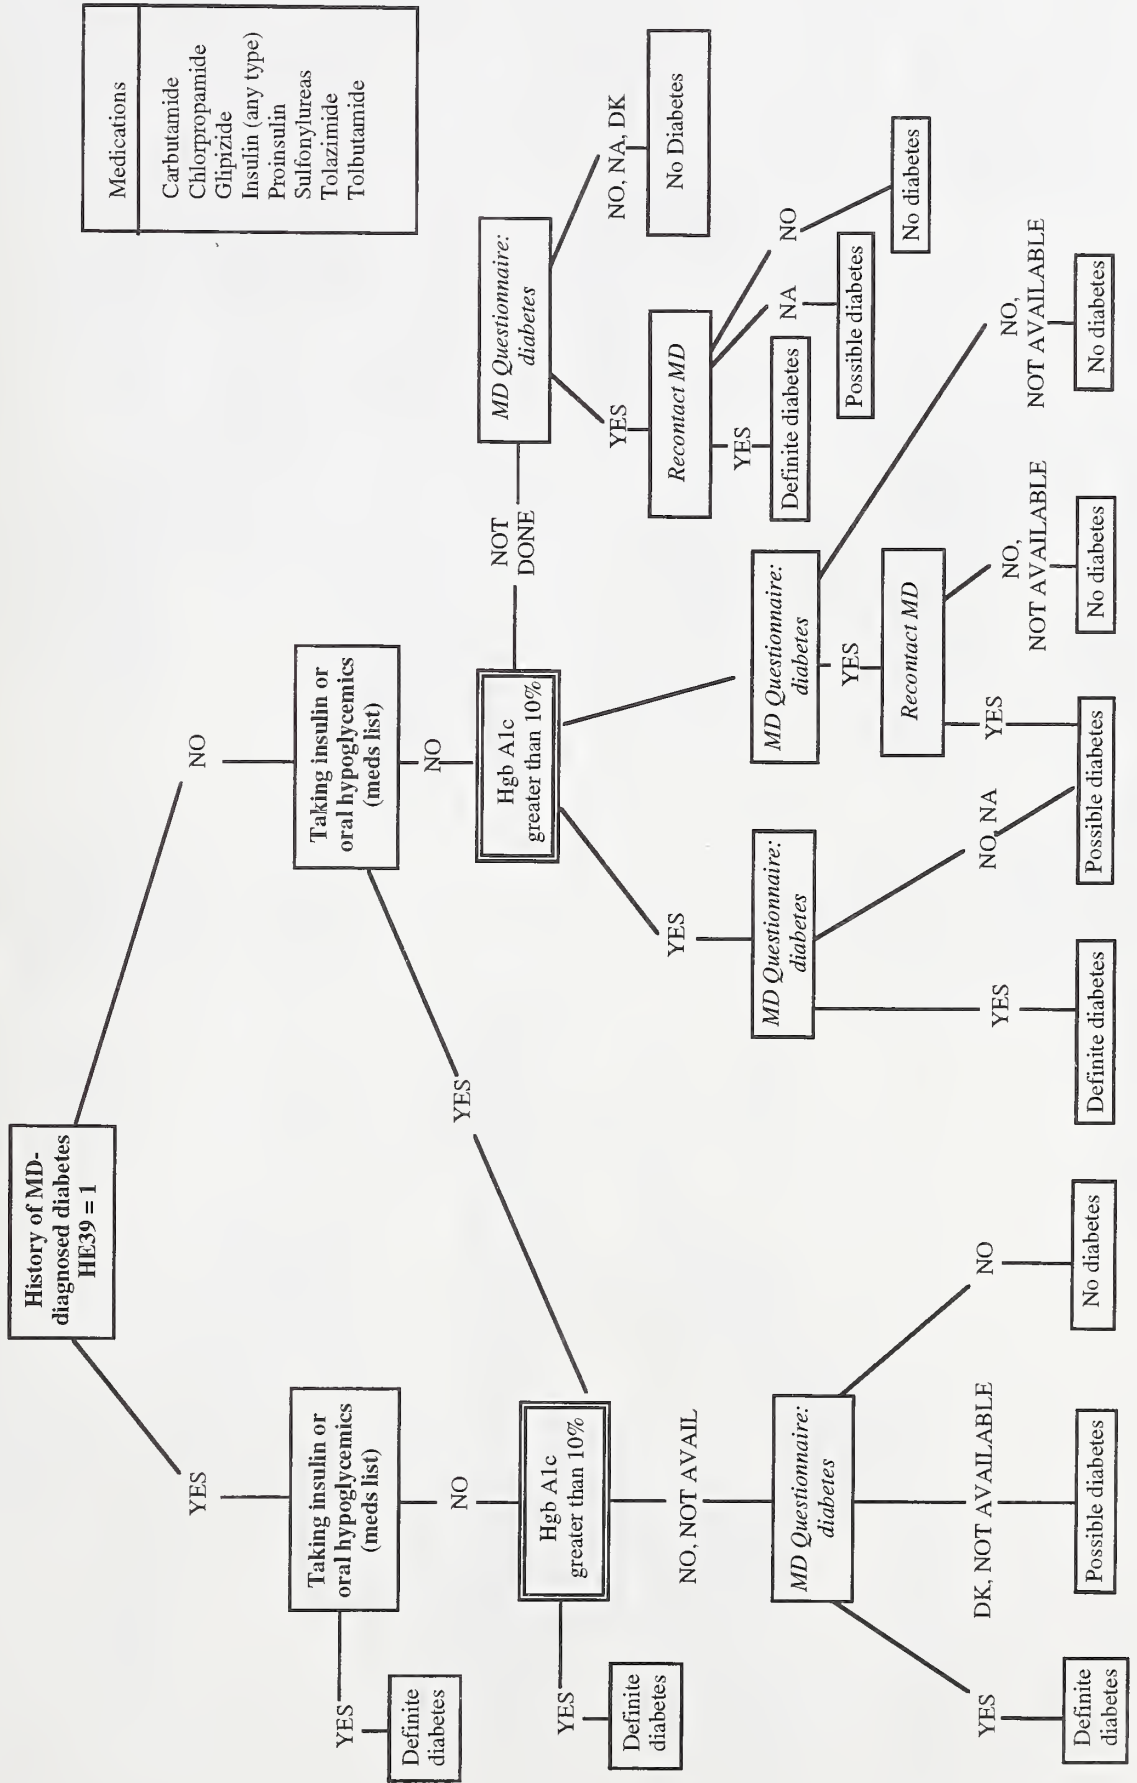 History of MD-
diagnosed diabetes
HE39 = 1
YES
NO
Medications
Carbutamide
Chlorpropamide
Glipizide
Insulin (any type)
Proinsulin
Sulfonylureas
Tolazimide
Tolbutamide
Taking insulin or
oral hypoglycemics
(meds list)
Taking insulin or
oral hypoglycemics
(meds list)
YES
NO
YES
NO
Definite
diabetes
Hgb A1c
greater than 10%
Hgb A1c
greater than 10%
NOT
DONE
MD Questionnaire:
diabetes
YES
NO, NOT AVAIL
YES
YES
NO, NA, DK
Definite
diabetes
Recontact MD
No Diabetes
YES
NA
NO
Definite diabetes
Possible diabetes
No diabetes
MD Questionnaire:
diabetes
MD Questionnaire:
diabetes
MD Questionnaire:
diabetes
YES
Recontact MD
YES
DK, NOT AVAILABLE
NO
YES
NO, NA
YES
NO,
NOT AVAILABLE
NO,
NOT AVAILABLE
Definite
diabetes
Possible diabetes
No diabetes
Definite diabetes
Possible diabetes
No diabetes
No diabetes